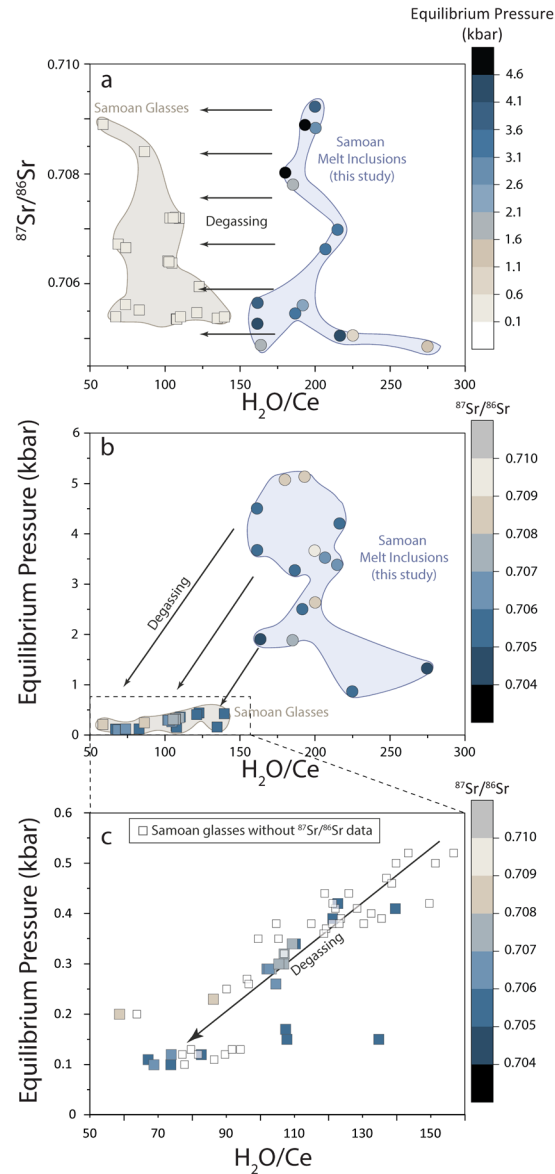 Equilibrium Pressure
(kbar)
0.710
a
Samoan Glasses
Samoan
Melt Inclusions
(this study)
Degassing
0.708
0.706
⁸⁷Sr/⁸⁶Sr
50
100
150
200
250
300
H₂O/Ce
4.6
4.1
3.6
3.1
2.6
2.1
1.6
1.1
0.6
0.1
⁸⁷Sr/⁸⁶Sr
6
5
4
3
2
1
0
b
Equilibrium Pressure (kbar)
Samoan
Melt Inclusions
(this study)
Degassing
Samoan Glasses
50
100
150
200
250
300
H₂O/Ce
0.710
0.709
0.708
0.707
0.706
0.705
0.704
⁸⁷Sr/⁸⁶Sr
0.6
0.5
0.4
0.3
0.2
0.1
0
c
Samoan glasses without ⁸⁷Sr/⁸⁶Sr data
Equilibrium Pressure (kbar)
Degassing
50
70
90
110
130
150
H₂O/Ce
0.710
0.709
0.708
0.707
0.706
0.705
0.704